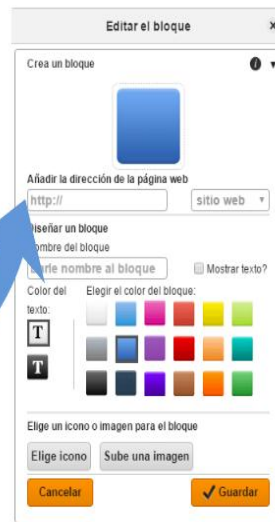 Editar el bloque x
Crea un bloque
Añadir la dirección de la página web
http:// sitio web
Diseñar un bloque
nombre del bloque
nombre al bloque Mostrar texto?
Color del Elegir el color del bloque:
texto:
T
T
Elige un icono o imagen para el bloque
Elige icono Sube una imagen
Cancelar Guardar